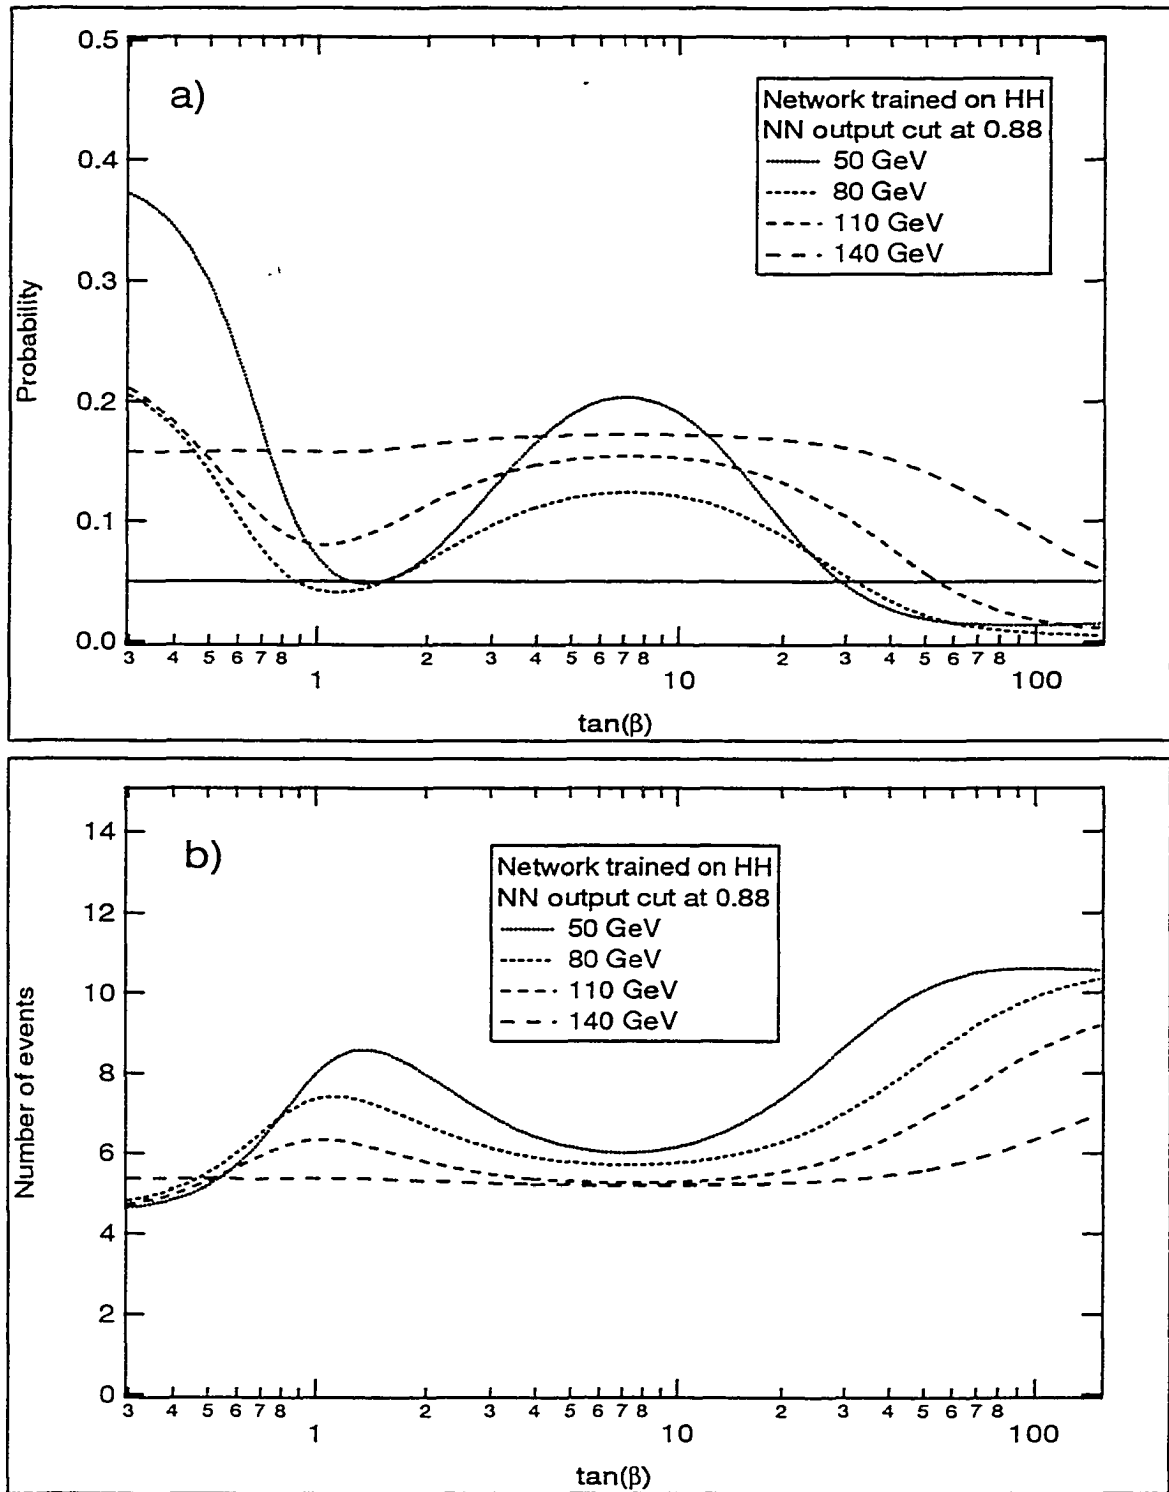 a)
0.5
0.4
0.3
0.2
0.1
0.0
Probability
Network trained on HH
NN output cut at 0.88
50 GeV
80 GeV
110 GeV
140 GeV
3 4 5 6 7 8 2 3 4 5 6 7 8 2 3 4 5 6 7 8
1 10 100
tan(β)
b)
14
12
10
8
6
4
2
0
Number of events
Network trained on HH
NN output cut at 0.88
50 GeV
80 GeV
110 GeV
140 GeV
3 4 5 6 7 8 2 3 4 5 6 7 8 2 3 4 5 6 7 8
1 10 100
tan(β)